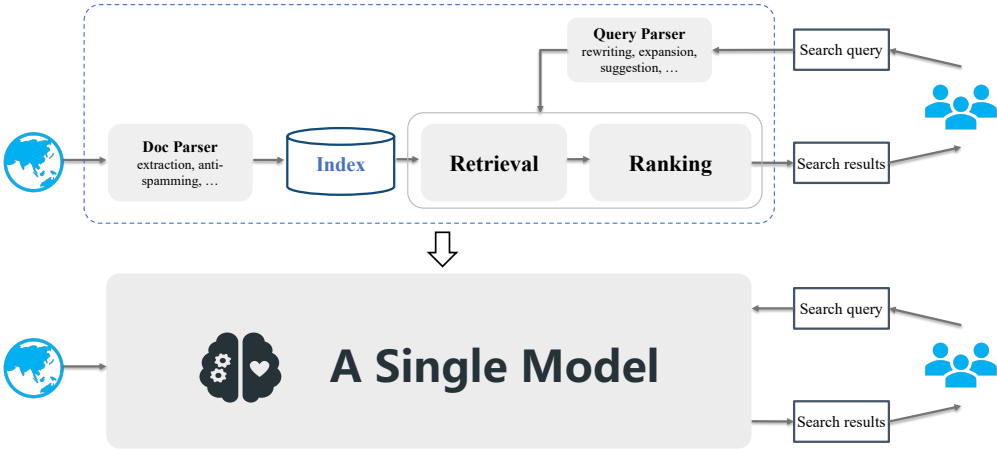 Query Parser
rewriting, expansion,
suggestion, …
Search query
Doc Parser
extraction, anti-
spamming, …
Index
Retrieval
Ranking
Search results
Search query
A Single Model
Search results